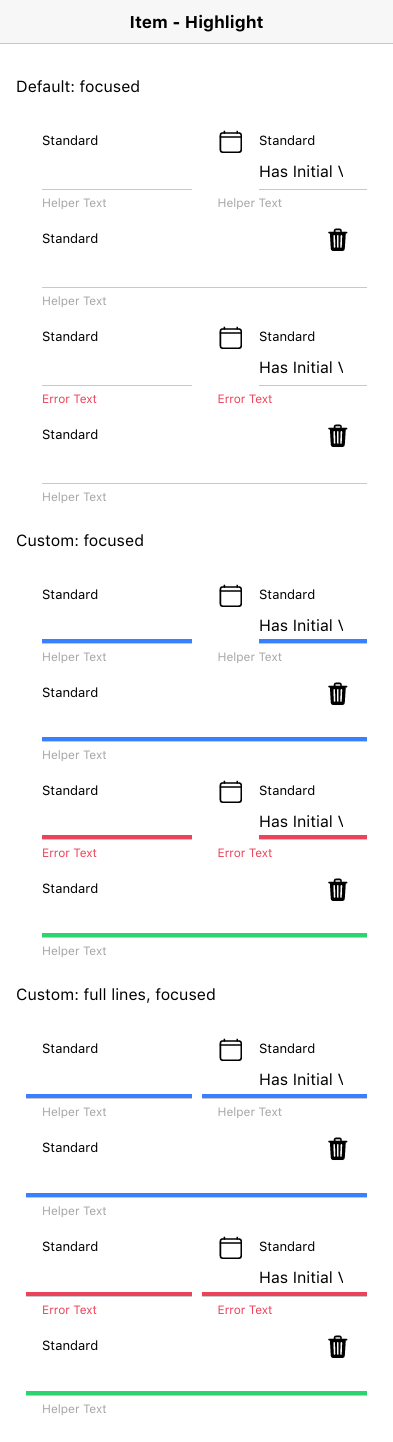 Item - Highlight
Default: focused
Standard Standard
Has Initial \
Helper Text Helper Text
Standard
Helper Text
Standard Standard
Has Initial \
Error Text Error Text
Standard
Helper Text
Custom: focused
Standard Standard
Has Initial \
Helper Text Helper Text
Standard
Helper Text
Standard Standard
Has Initial \
Error Text Error Text
Standard
Helper Text
Custom: full lines, focused
Standard Standard
Has Initial \
Helper Text Helper Text
Standard
Helper Text
Standard Standard
Has Initial \
Error Text Error Text
Standard
Helper Text